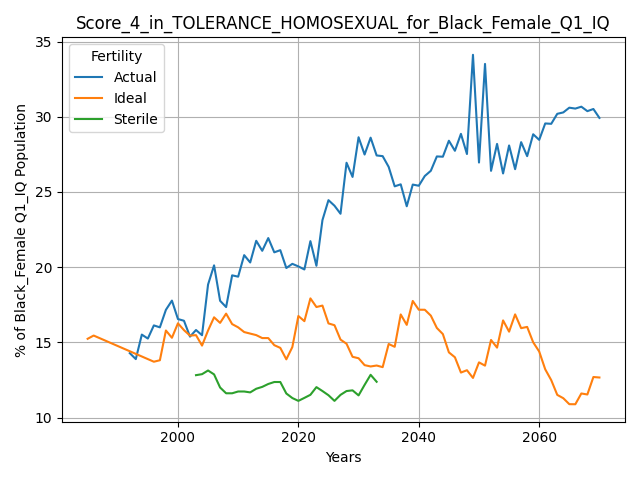 Score_4_in_TOLERANCE_HOMOSEXUAL_for_Black_Female_Q1_IQ
Fertility
Actual
Ideal
Sterile
% of Black_Female Q1_IQ Population
35
30
25
20
15
10
2000
2020
2040
2060
Years